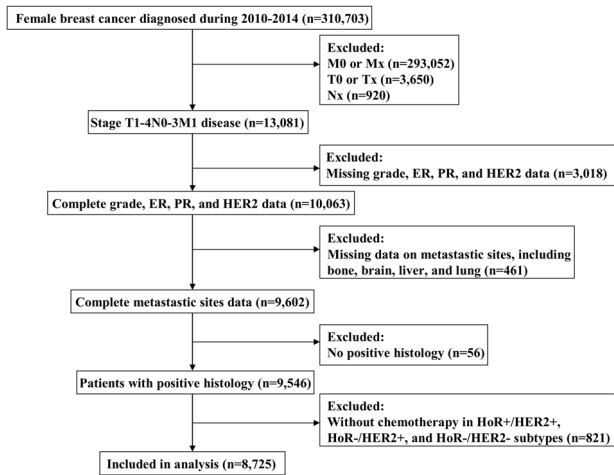 Female breast cancer diagnosed during 2010-2014 (n=310,703)
Excluded:
M0 or Mx (n=293,052)
T0 or Tx (n=3,650)
Nx (n=920)
Stage T1-4N0-3M1 disease (n=13,081)
Excluded:
Missing grade, ER, PR, and HER2 data (n=3,018)
Complete grade, ER, PR, and HER2 data (n=10,063)
Excluded:
Missing data on metastastic sites, including
bone, brain, liver, and lung (n=461)
Complete metastastic sites data (n=9,602)
Excluded:
No positive histology (n=56)
Patients with positive histology (n=9,546)
Excluded:
Without chemotherapy in HoR+/HER2+,
HoR-/HER2+, and HoR-/HER2- subtypes (n=821)
Included in analysis (n=8,725)